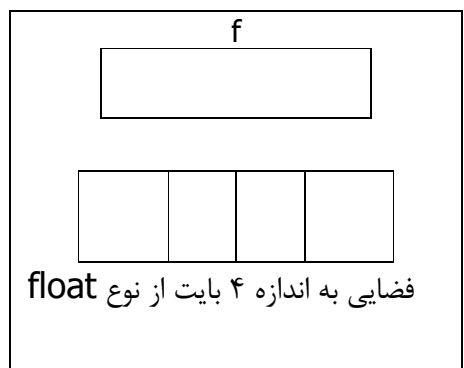 f
فضایی به اندازه ۴ بایت از نوع float